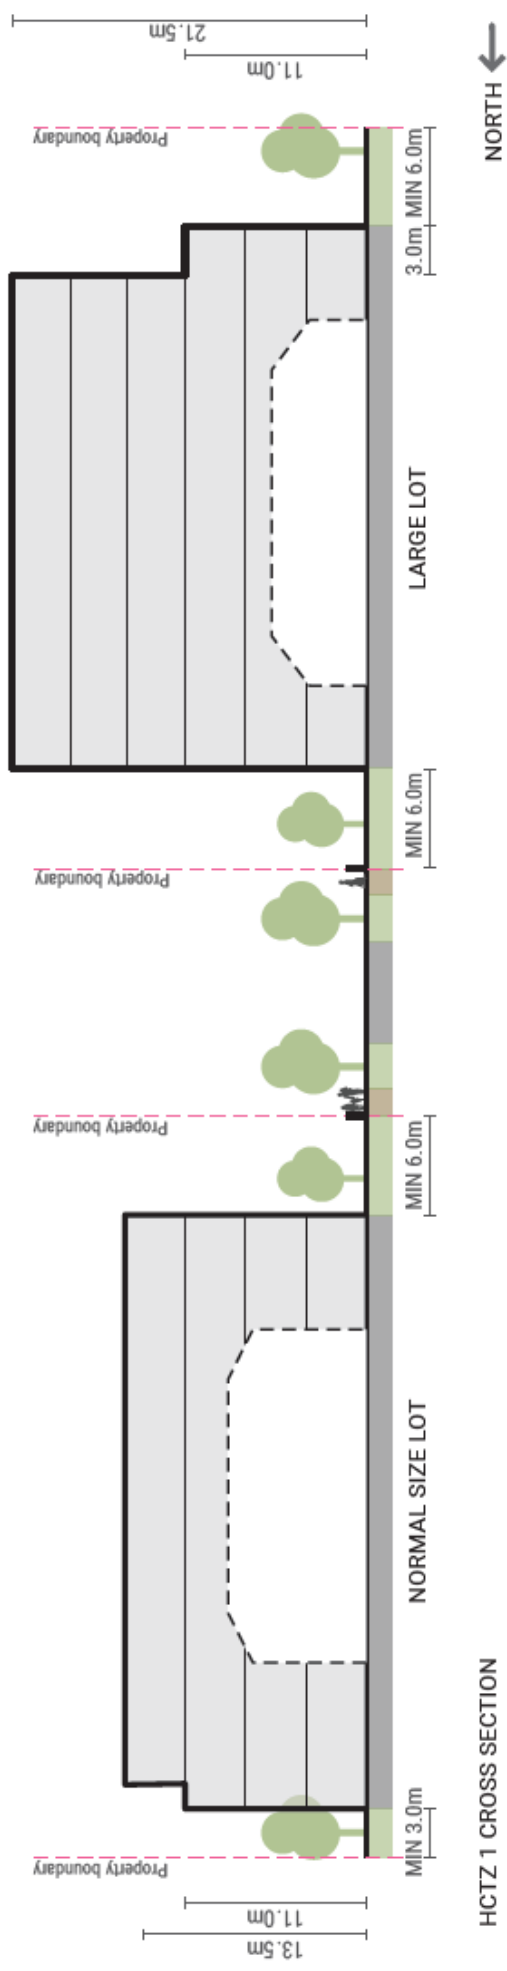 21.5m
11.0m
NORTH
Property boundary
MIN 6.0m
3.0m
LARGE LOT
MIN 6.0m
Property boundary
Property boundary
MIN 6.0m
NORMAL SIZE LOT
MIN 3.0m
Property boundary
11.0m
13.5m
HCTZ 1 CROSS SECTION